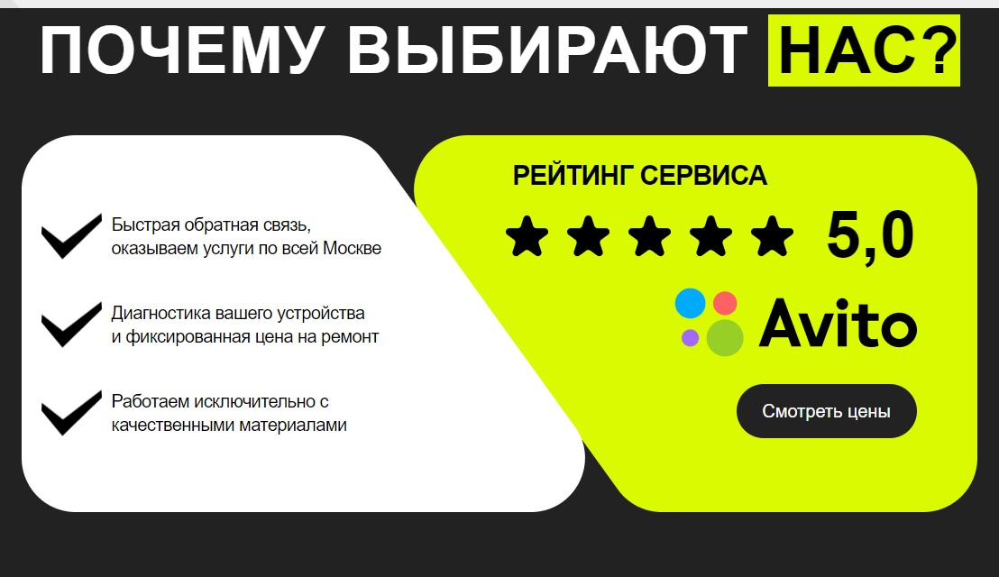 ПОЧЕМУ ВЫБИРАЮТ НАС?
Быстрая обратная связь,
оказываем услуги по всей Москве
Диагностика вашего устройства
и фиксированная цена на ремонт
Работаем исключительно с
качественными материалами
РЕЙТИНГ СЕРВИСА
5,0
Avito
Смотреть цены